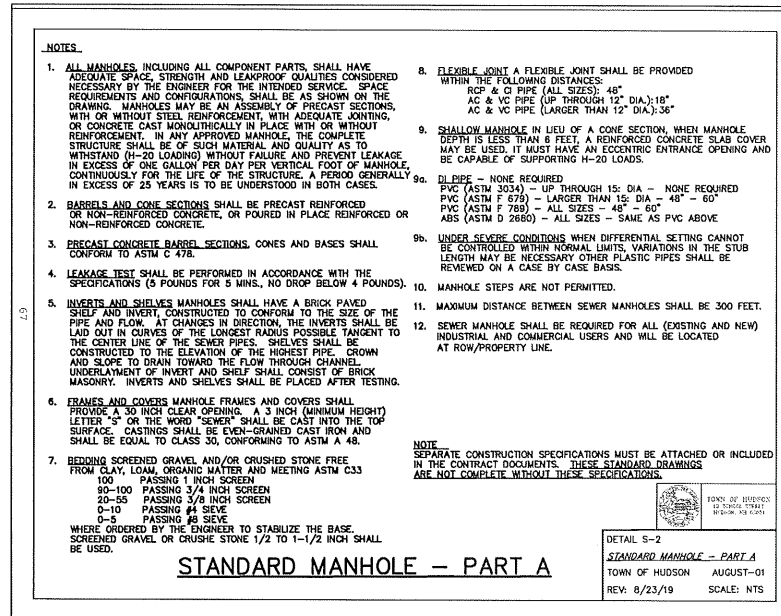 NOTES
1. ALL MANHOLES, INCLUDING ALL COMPONENT PARTS, SHALL HAVE
ADEQUATE SPACE, STRENGTH AND LEAKPROOF QUALITIES CONSIDERED
NECESSARY BY THE ENGINEER FOR THE INTENDED SERVICE. SPACE
REQUIREMENTS AND CONFIGURATIONS, SHALL BE AS SHOWN ON THE
DRAWING. MANHOLES MAY BE AN ASSEMBLY OF PRECAST SECTIONS,
WITH OR WITHOUT STEEL REINFORCEMENT, WITH ADEQUATE JOINTING,
OR CONCRETE CAST MONOLITHICALLY IN PLACE WITH OR WITHOUT
REINFORCEMENT. IN ANY APPROVED MANHOLE, THE COMPLETE
STRUCTURE SHALL BE OF SUCH MATERIAL AND QUALITY AS TO
WITHSTAND (H-20 LOADING) WITHOUT FAILURE AND PREVENT LEAKAGE
IN EXCESS OF ONE GALLON PER DAY PER VERTICAL FOOT OF MANHOLE,
CONTINUOUSLY FOR THE LIFE OF THE STRUCTURE. A PERIOD GENERALLY
IN EXCESS OF 25 YEARS IS TO BE UNDERSTOOD IN BOTH CASES.
2. BARRELS AND CONE SECTIONS SHALL BE PRECAST REINFORCED
OR NON-REINFORCED CONCRETE, OR POURED IN PLACE REINFORCED OR
NON-REINFORCED CONCRETE.
3. PRECAST CONCRETE BARREL SECTIONS, CONES AND BASES SHALL
CONFORM TO ASTM C 478.
4. LEAKAGE TEST SHALL BE PERFORMED IN ACCORDANCE WITH THE
SPECIFICATIONS (5 POUNDS FOR 5 MINS., NO DROP BELOW 4 POUNDS).
5. INVERTS AND SHELVES MANHOLES SHALL HAVE A BRICK PAVED
SHELF AND INVERT, CONSTRUCTED TO CONFORM TO THE SIZE OF THE
PIPE AND FLOW. AT CHANGES IN DIRECTION, THE INVERTS SHALL BE
LAID OUT IN CURVES OF THE LONGEST RADIUS POSSIBLE TANGENT TO
THE CENTER LINE OF THE SEWER PIPES. SHELVES SHALL BE
CONSTRUCTED TO THE ELEVATION OF THE HIGHEST PIPE. CROWN
AND SLOPE TO DRAIN TOWARD THE FLOW THROUGH CHANNEL.
UNDERLAYMENT OF INVERT AND SHELF SHALL CONSIST OF BRICK
MASONRY. INVERTS AND SHELVES SHALL BE PLACED AFTER TESTING.
6. FRAMES AND COVERS MANHOLE FRAMES AND COVERS SHALL
PROVIDE A 30 INCH CLEAR OPENING. A 3 INCH (MINIMUM HEIGHT)
LETTER "S" OR THE WORD "SEWER" SHALL BE CAST INTO THE TOP
SURFACE. CASTINGS SHALL BE EVEN-GRAINED CAST IRON AND
SHALL BE EQUAL TO CLASS 30, CONFORMING TO ASTM A 48.
7. BEDDING SCREENED GRAVEL AND/OR CRUSHED STONE FREE
FROM CLAY, LOAM, ORGANIC MATTER AND MEETING ASTM C33
100 PASSING 1 INCH SCREEN
90-100 PASSING 3/4 INCH SCREEN
20-55 PASSING 3/8 INCH SCREEN
0-10 PASSING #4 SIEVE
0-5 PASSING #8 SIEVE
WHERE ORDERED BY THE ENGINEER TO STABILIZE THE BASE.
SCREENED GRAVEL OR CRUSHE STONE 1/2 TO 1-1/2 INCH SHALL
BE USED.
8. FLEXIBLE JOINT A FLEXIBLE JOINT SHALL BE PROVIDED
WITHIN THE FOLLOWING DISTANCES:
RCP & CI PIPE (ALL SIZES): 48"
AC & VC PIPE (UP THROUGH 12" DIA.):18"
AC & VC PIPE (LARGER THAN 12" DIA.):36"
9. SHALLOW MANHOLE IN LIEU OF A CONE SECTION, WHEN MANHOLE
DEPTH IS LESS THAN 6 FEET, A REINFORCED CONCRETE SLAB COVER
MAY BE USED. IT MUST HAVE AN ECCENTRIC ENTRANCE OPENING AND
BE CAPABLE OF SUPPORTING H-20 LOADS.
9a. DI PIPE - NONE REQUIRED
PVC (ASTM 3034) - UP THROUGH 15: DIA - NONE REQUIRED
PVC (ASTM F 679) - LARGER THAN 15: DIA - 48" - 60"
PVC (ASTM F 789) - ALL SIZES - 48" - 60"
ABS (ASTM D 2680) - ALL SIZES - SAME AS PVC ABOVE
9b. UNDER SEVERE CONDITIONS WHEN DIFFERENTIAL SETTING CANNOT
BE CONTROLLED WITHIN NORMAL LIMITS, VARIATIONS IN THE STUB
LENGTH MAY BE NECESSARY OTHER PLASTIC PIPES SHALL BE
REVIEWED ON A CASE BY CASE BASIS.
10. MANHOLE STEPS ARE NOT PERMITTED.
11. MAXIMUM DISTANCE BETWEEN SEWER MANHOLES SHALL BE 300 FEET.
12. SEWER MANHOLE SHALL BE REQUIRED FOR ALL (EXISTING AND NEW)
INDUSTRIAL AND COMMERCIAL USERS AND WILL BE LOCATED
AT ROW/PROPERTY LINE.
NOTE
SEPARATE CONSTRUCTION SPECIFICATIONS MUST BE ATTACHED OR INCLUDED
IN THE CONTRACT DOCUMENTS. THESE STANDARD DRAWINGS
ARE NOT COMPLETE WITHOUT THESE SPECIFICATIONS.
STANDARD MANHOLE - PART A
TOWN OF HUDSON
12 SCHOOL STREET
HUDSON, NH 03051
DETAIL S-2
STANDARD MANHOLE - PART A
TOWN OF HUDSON AUGUST-01
REV: 8/23/19 SCALE: NTS
67